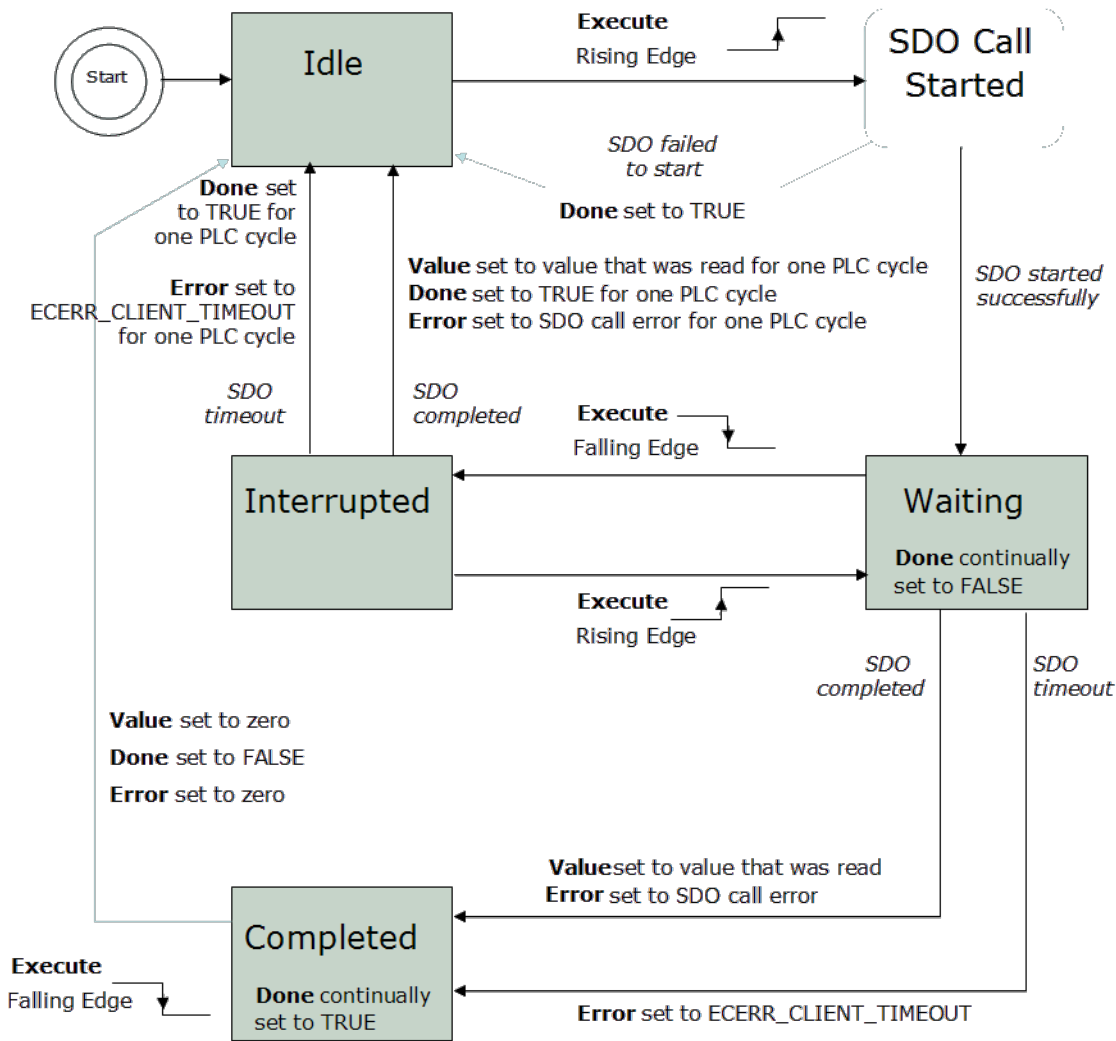 Start
Idle
Execute
Rising Edge
SDO Call
Started
SDO failed
to start
Done set to TRUE
Done set
to TRUE for
one PLC cycle
Error set to
ECERR_CLIENT_TIMEOUT
for one PLC cycle
Value set to value that was read for one PLC cycle
Done set to TRUE for one PLC cycle
Error set to SDO call error for one PLC cycle
SDO started
successfully
SDO
timeout
SDO
completed
Execute
Falling Edge
Interrupted
Waiting
Done continually
set to FALSE
Execute
Rising Edge
SDO
completed
SDO
timeout
Value set to zero
Done set to FALSE
Error set to zero
Valueset to value that was read
Error set to SDO call error
Completed
Done continually
set to TRUE
Execute
Falling Edge
Error set to ECERR_CLIENT_TIMEOUT